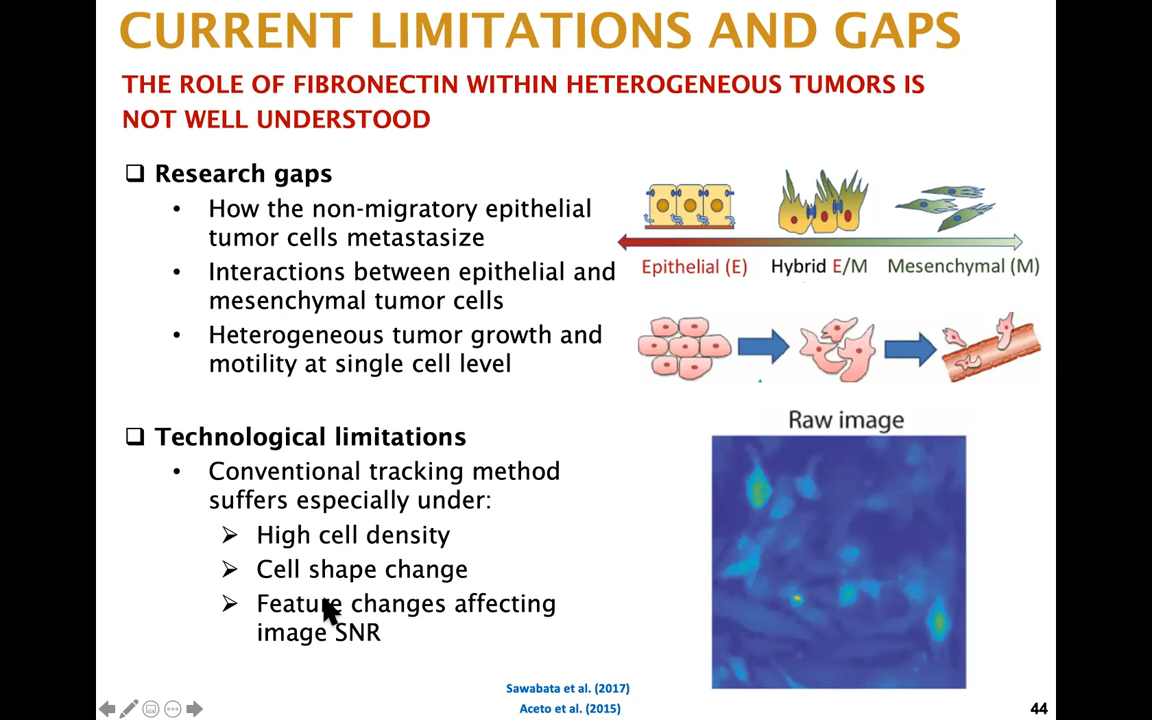 CURRENT LIMITATIONS AND GAPS
THE ROLE OF FIBRONECTIN WITHIN HETEROGENEOUS TUMORS IS
NOT WELL UNDERSTOOD
Research gaps
• How the non-migratory epithelial
tumor cells metastasize
• Interactions between epithelial and
mesenchymal tumor cells
• Heterogeneous tumor growth and
motility at single cell level
Epithelial (E) Hybrid E/M Mesenchymal (M)
Technological limitations
• Conventional tracking method
suffers especially under:
➢ High cell density
➢ Cell shape change
➢ Feature changes affecting
image SNR
Raw image
Sawabata et al. (2017)
Aceto et al. (2015)
44